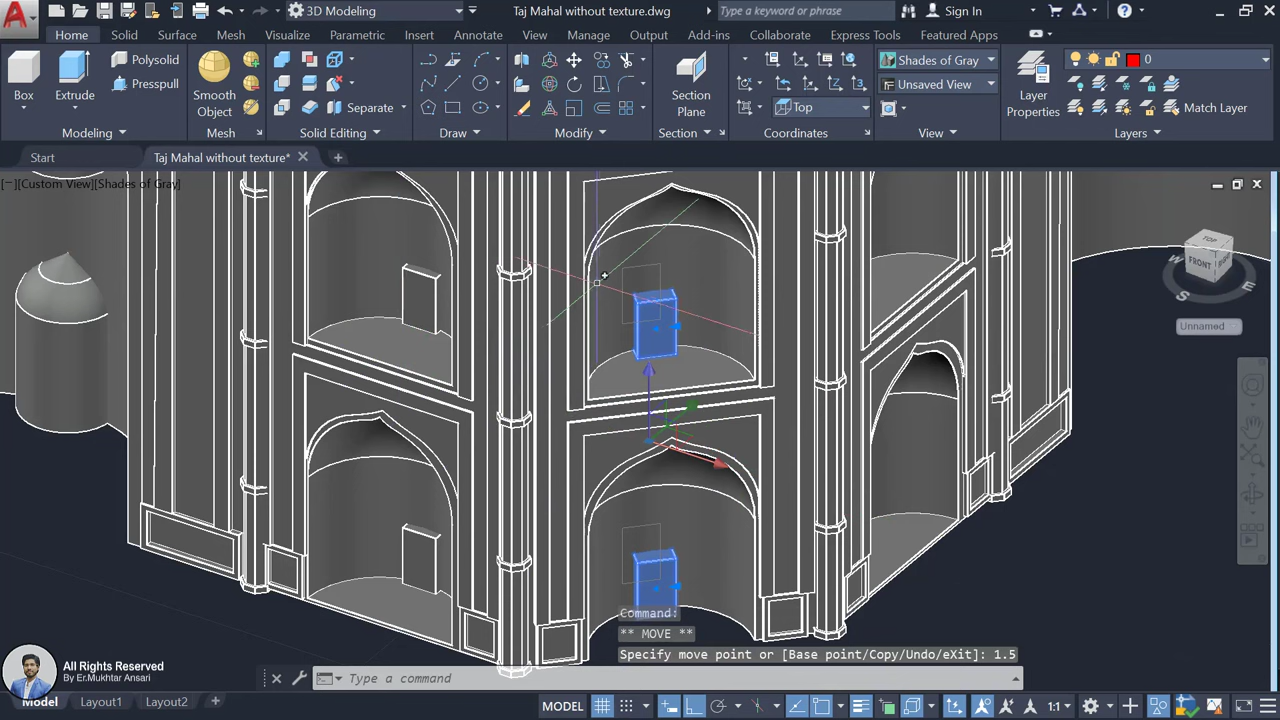 3D Modeling
Taj Mahal without texture.dwg
Type a keyword or phrase
Sign In
Home Solid Surface Mesh Visualize Parametric Insert Annotate View Manage Output Add-ins Collaborate Express Tools Featured Apps
Box
Extrude
Polysolid
Presspull
Smooth Object
Separate
Section Plane
Top
Shades of Gray
Unsaved View
Layer Properties
0
Match Layer
Modeling Mesh Solid Editing Draw Modify Section Coordinates View Layers
Start Taj Mahal without texture*
[−][Custom View][Shades of Gray]
TOP
FRONT
RIGHT
S
E
Unnamed
Command:
** MOVE **
Specify move point or [Base point/Copy/Undo/eXit]: 1.5
Type a command
All Rights Reserved
By Er.Mukhtar Ansari
Model Layout1 Layout2
MODEL
1:1